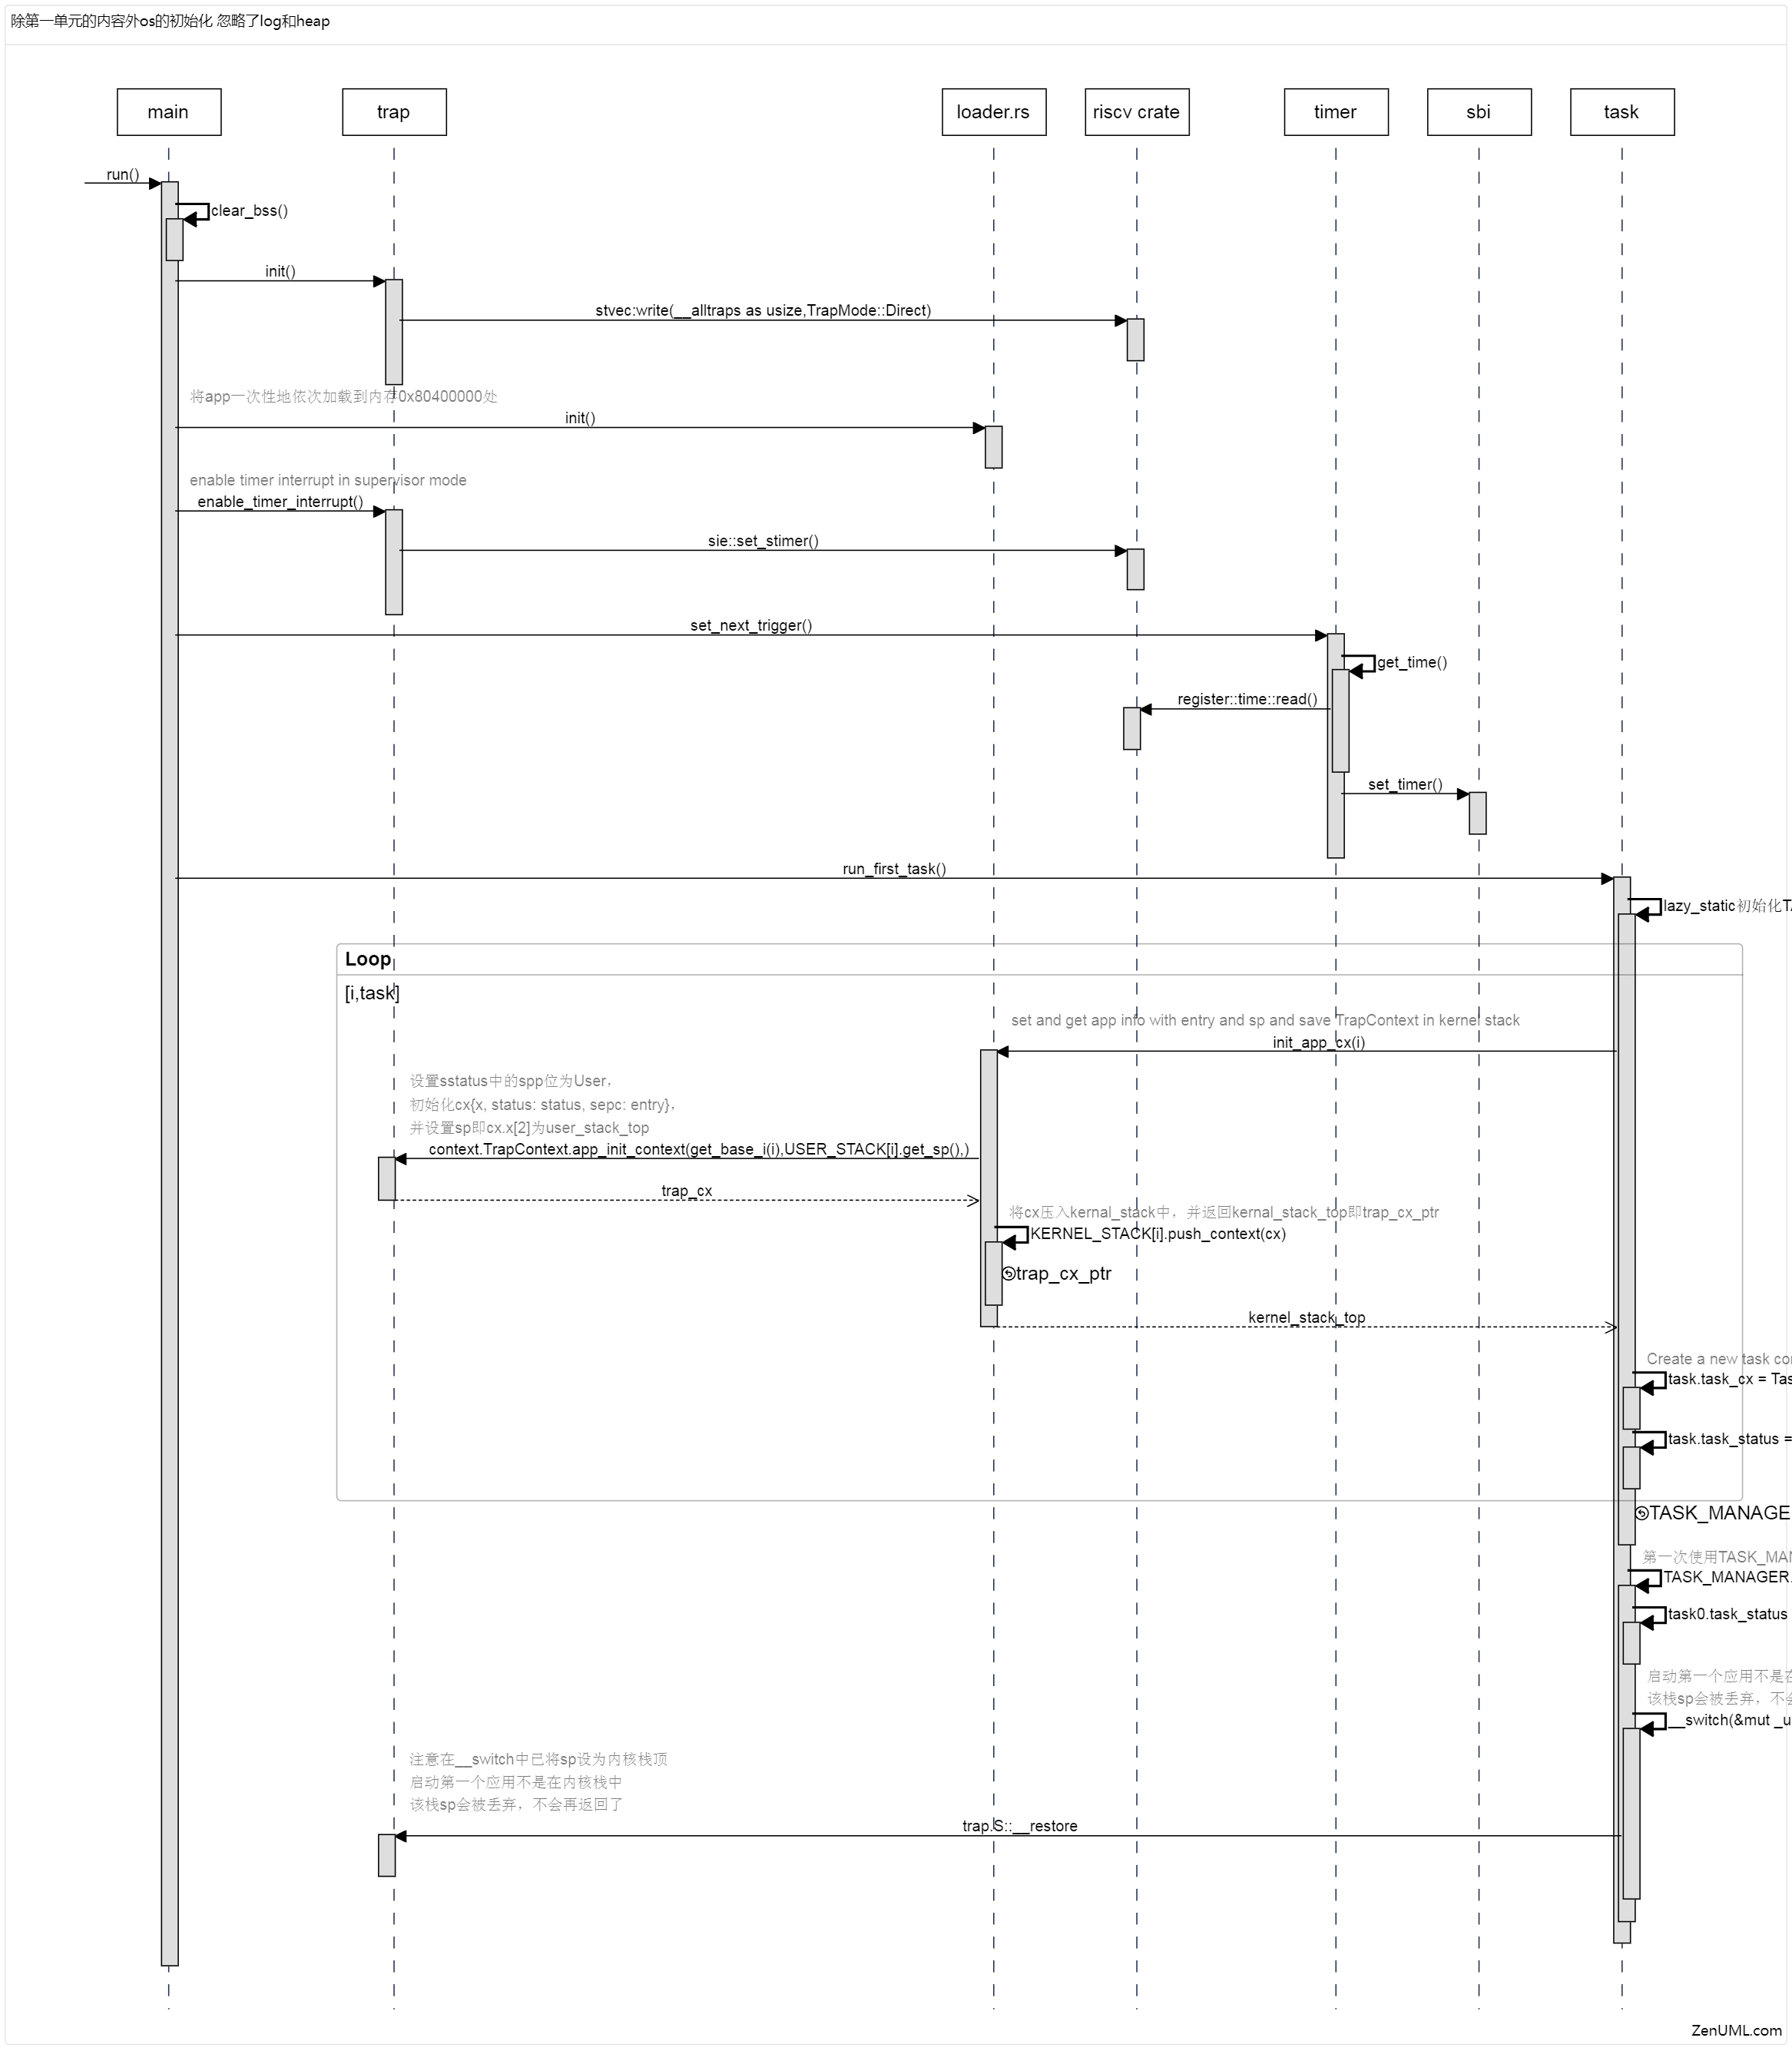 除第一单元的内容外os的初始化 忽略了log和heap
main
trap
loader.rs
riscv crate
timer
sbi
task
run()
clear_bss()
init()
stvec:write(__alltraps as usize,TrapMode::Direct)
将app一次性地依次加载到内存0x80400000处
init()
enable timer interrupt in supervisor mode
enable_timer_interrupt()
sie::set_stimer()
set_next_trigger()
get_time()
register::time::read()
set_timer()
run_first_task()
lazy_static初始化TA
Loop
[i,task]
set and get app info with entry and sp and save TrapContext in kernel stack
init_app_cx(i)
设置sstatus中的spp位为User，
初始化cx{x, status: status, sepc: entry}，
并设置sp即cx.x[2]为user_stack_top
context.TrapContext.app_init_context(get_base_i(i),USER_STACK[i].get_sp(),)
trap_cx
将cx压入kernal_stack中，并返回kernal_stack_top即trap_cx_ptr
KERNEL_STACK[i].push_context(cx)
trap_cx_ptr
kernel_stack_top
Create a new task con
task.task_cx = Tas
task.task_status =
TASK_MANAGE
第一次使用TASK_MAN
TASK_MANAGER.
task0.task_status
启动第一个应用不是在
该栈sp会被丢弃，不会
__switch(&mut _u
注意在__switch中已将sp设为内核栈顶
启动第一个应用不是在内核栈中
该栈sp会被丢弃，不会再返回了
trap.S::__restore
ZenUML.com